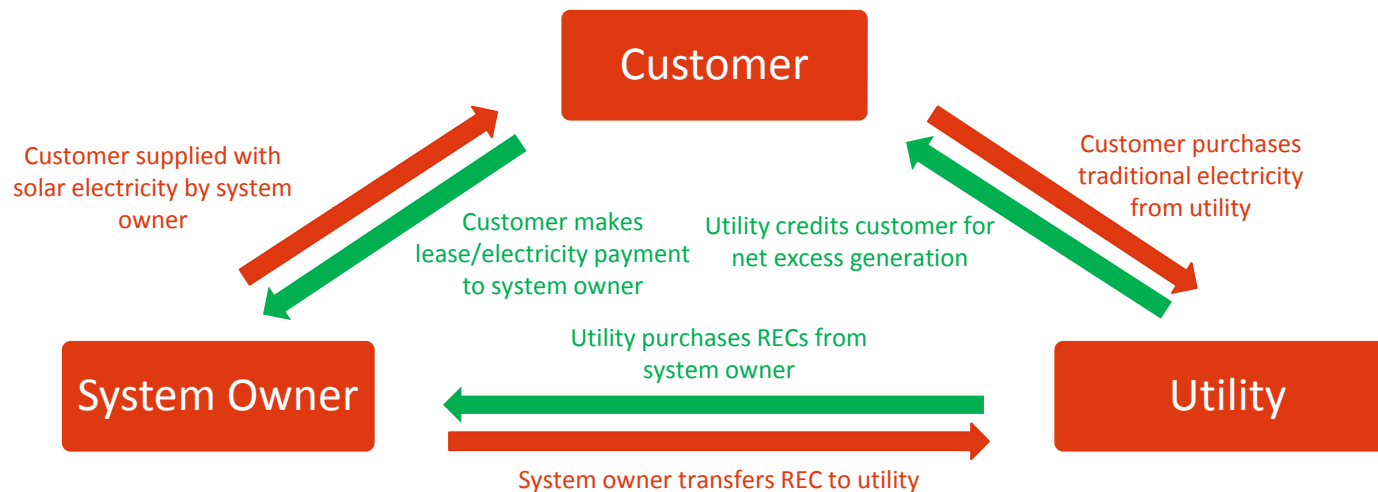 Customer
Customer supplied with
solar electricity by system
owner
Customer purchases
traditional electricity
from utility
Customer makes
lease/electricity payment
to system owner
Utility credits customer for
net excess generation
Utility purchases RECs from
system owner
System Owner
Utility
System owner transfers REC to utility